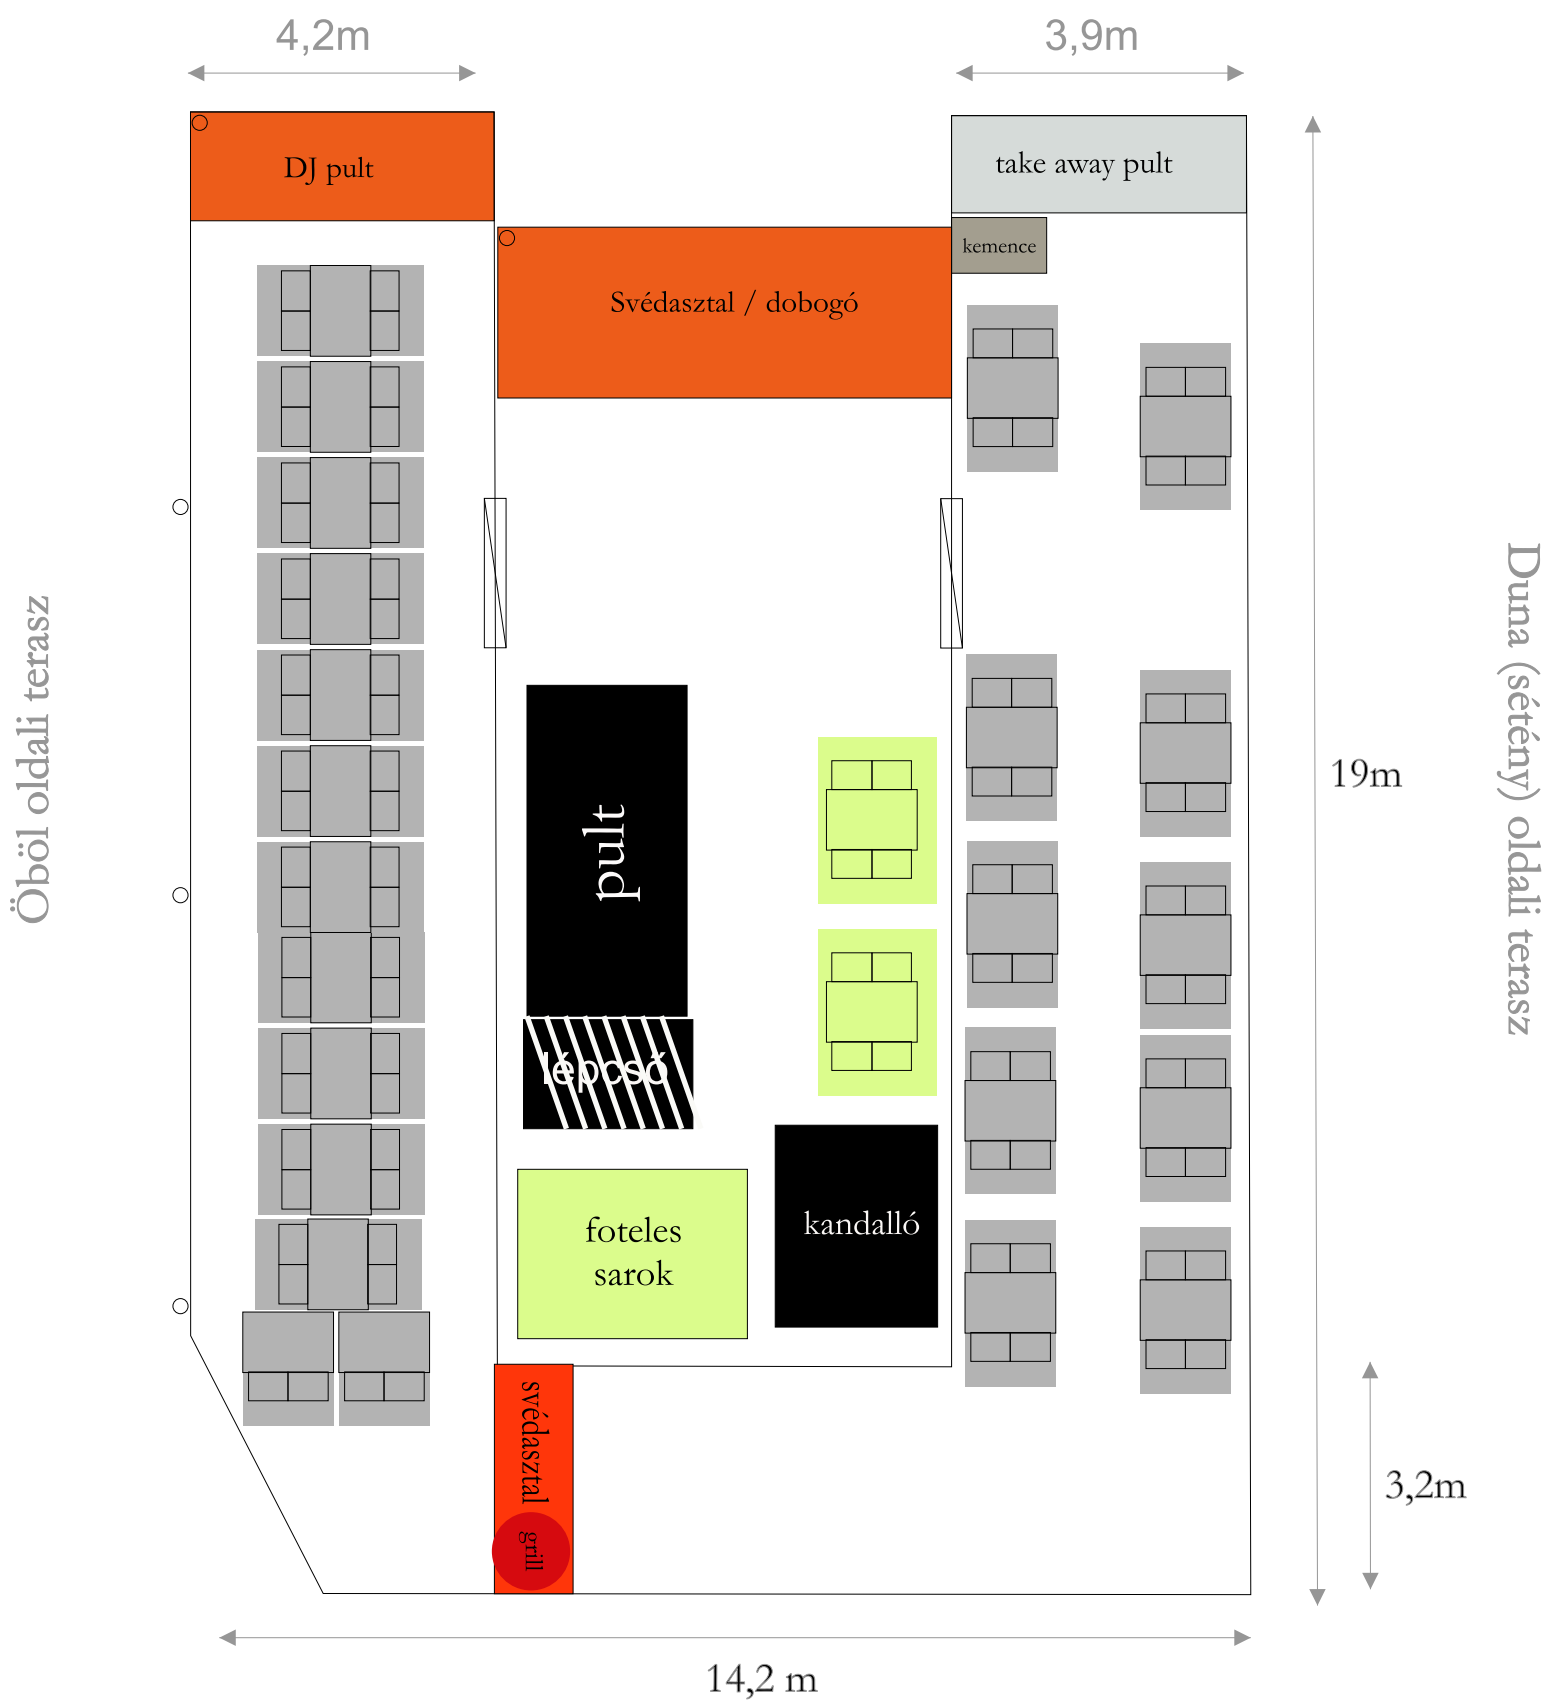 4,2m
3,9m
DJ pult
take away pult
kemence
Svédasztal / dobogó
Öböl oldali terasz
Duna (sétény) oldali terasz
19m
pult
lépcső
foteles
sarok
kandalló
svédasztal
grill
3,2m
14,2 m